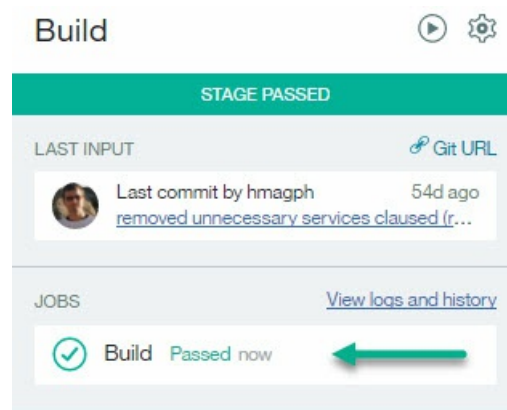 Build
STAGE PASSED
LAST INPUT Git URL
Last commit by hmagph 54d ago
removed unnecessary services claused (r...
JOBS View logs and history
Build Passed now